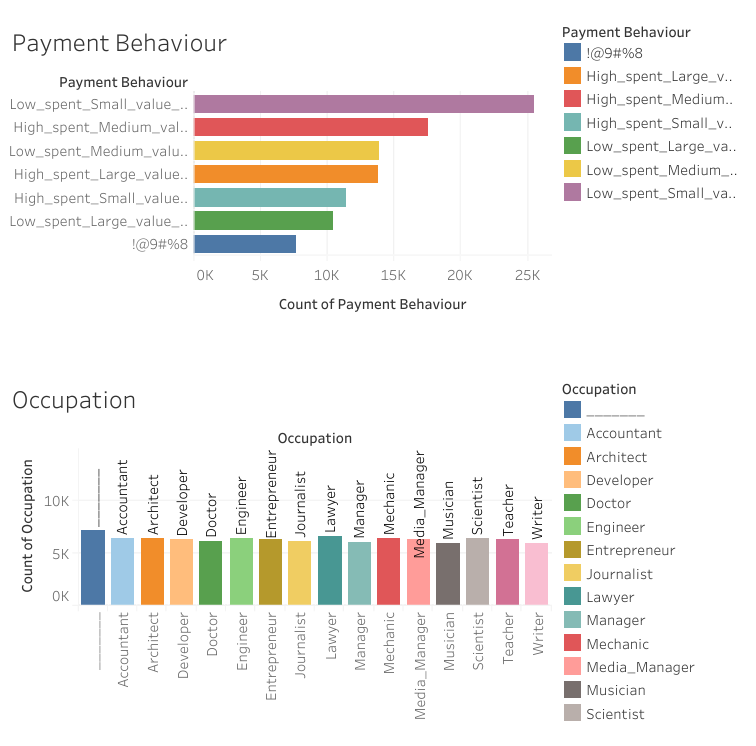 Payment Behaviour
Payment Behaviour
Low_spent_Small_value_..
High_spent_Medium_val..
Low_spent_Medium_valu..
High_spent_Large_value..
High_spent_Small_value..
Low_spent_Large_value_..
!@9#%8
0K 5K 10K 15K 20K 25K
Count of Payment Behaviour
Payment Behaviour
!@9#%8
High_spent_Large_v..
High_spent_Medium..
High_spent_Small_v..
Low_spent_Large_va..
Low_spent_Medium_..
Low_spent_Small_va..
Occupation
Occupation
Count of Occupation
10K
5K
0K
_______ Accountant Architect Developer Doctor Engineer Entrepreneur Journalist Lawyer Manager Mechanic Media_Manager Musician Scientist Teacher Writer
_______ Accountant Architect Developer Doctor Engineer Entrepreneur Journalist Lawyer Manager Mechanic Media_Manager Musician Scientist Teacher Writer
Occupation
_______
Accountant
Architect
Developer
Doctor
Engineer
Entrepreneur
Journalist
Lawyer
Manager
Mechanic
Media_Manager
Musician
Scientist